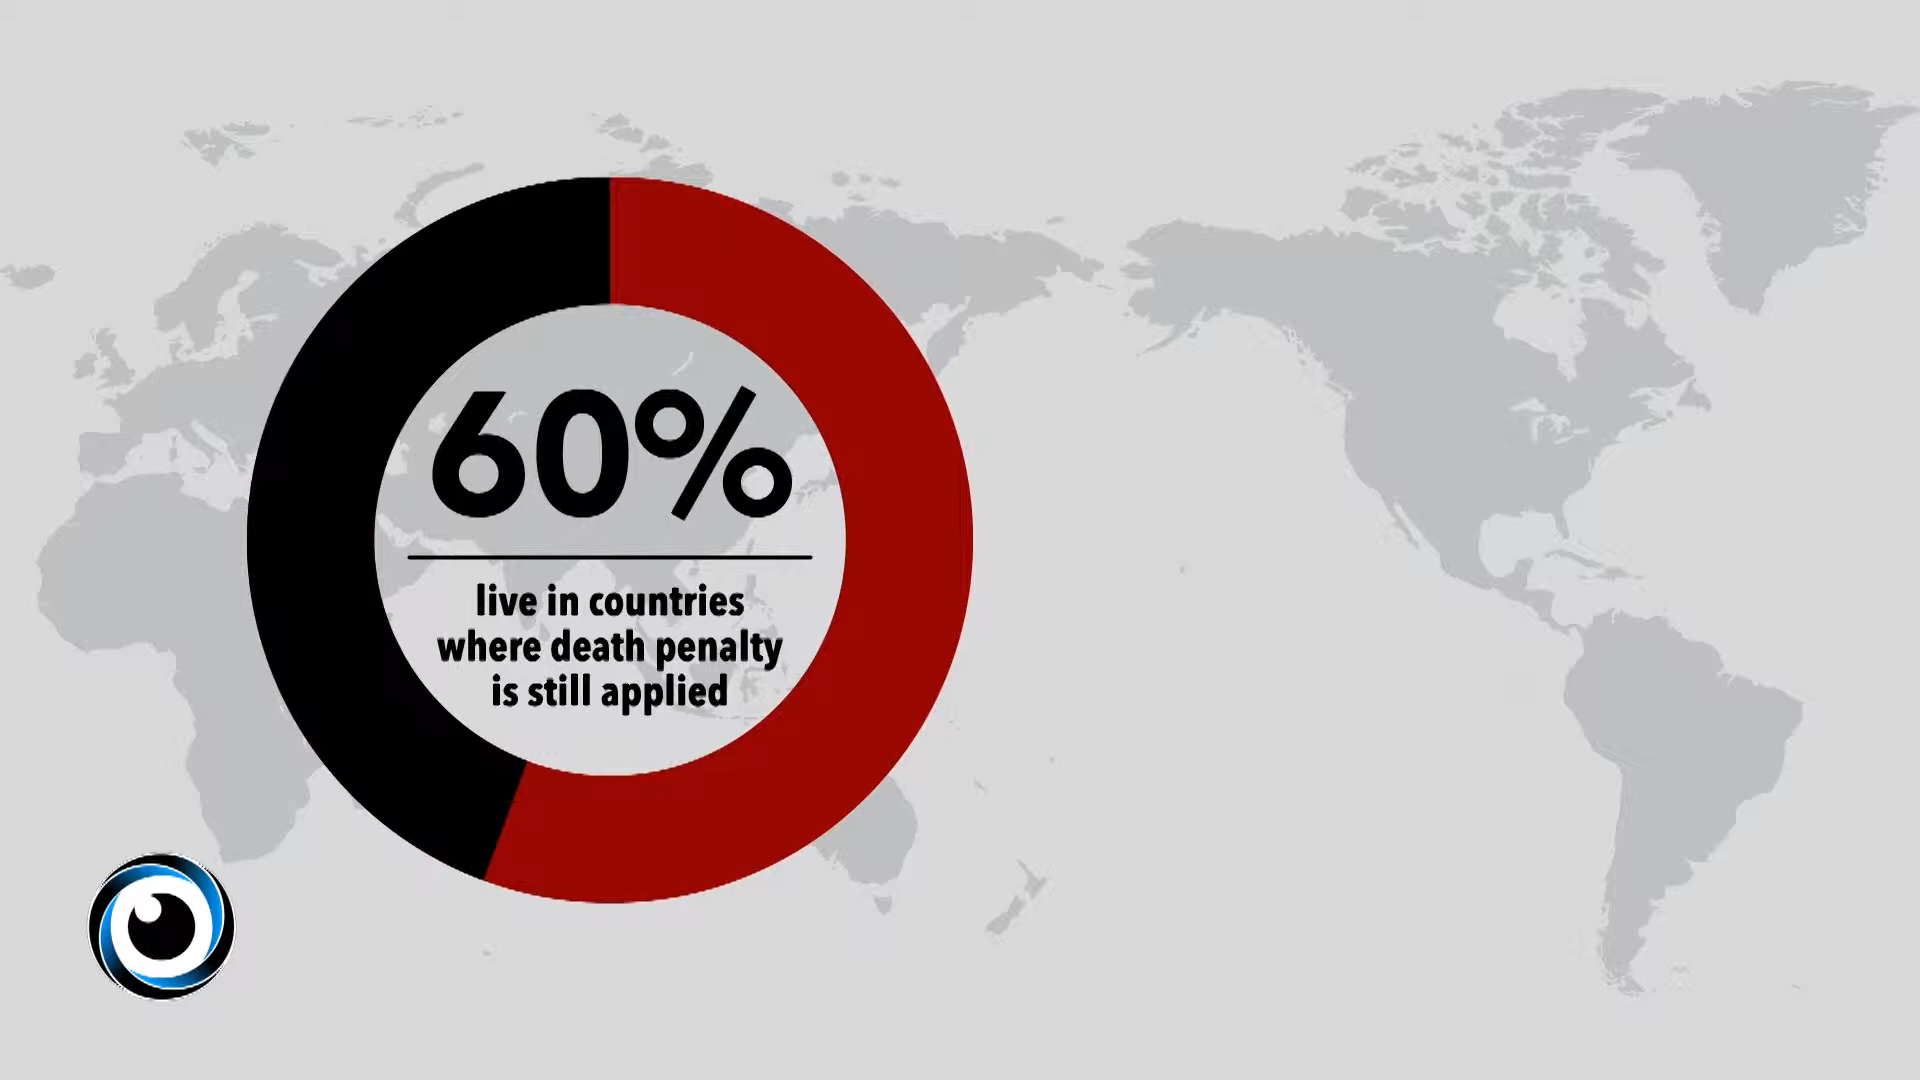 60%
live in countries
where death penalty
is still applied